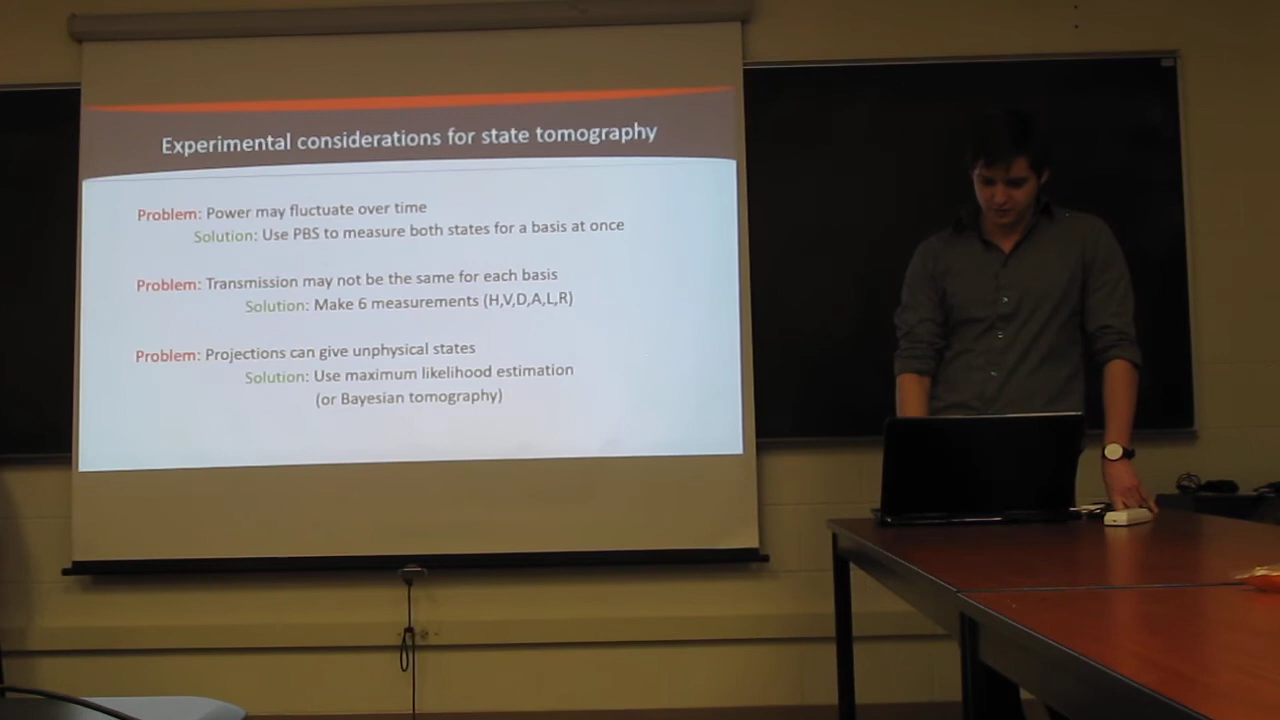 Experimental considerations for state tomography
Problem: Power may fluctuate over time
Solution: Use PBS to measure both states for a basis at once
Problem: Transmission may not be the same for each basis
Solution: Make 6 measurements (H,V,D,A,L,R)
Problem: Projections can give unphysical states
Solution: Use maximum likelihood estimation
(or Bayesian tomography)